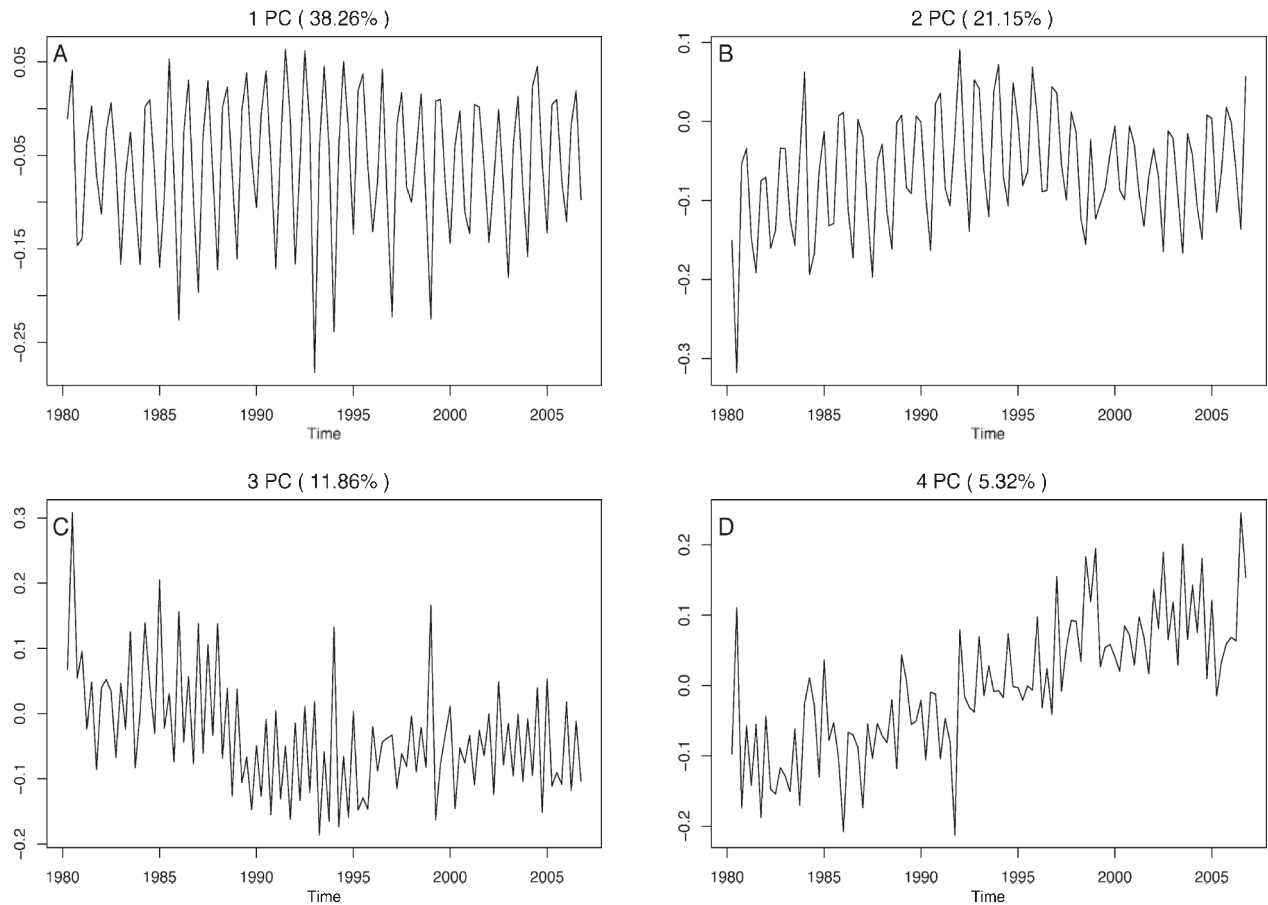 1 PC ( 38.26% )
A
0.05
−0.05
−0.15
−0.25
1980 1985 1990 1995 2000 2005
Time
2 PC ( 21.15% )
B
0.1
0.0
−0.1
−0.2
−0.3
1980 1985 1990 1995 2000 2005
Time
3 PC ( 11.86% )
C
0.3
0.2
0.1
0.0
−0.1
−0.2
1980 1985 1990 1995 2000 2005
Time
4 PC ( 5.32% )
D
0.2
0.1
0.0
−0.1
−0.2
1980 1985 1990 1995 2000 2005
Time